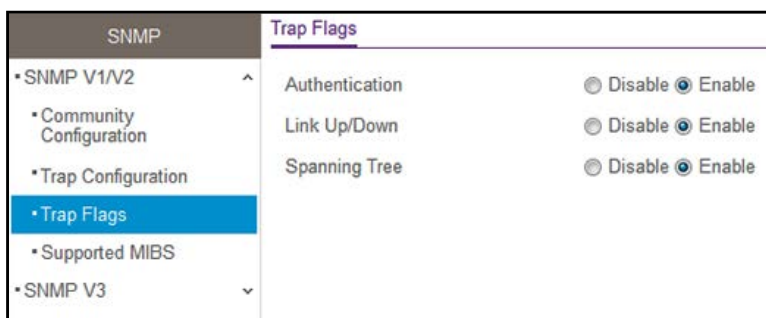 SNMP
SNMP V1/V2
Community
Configuration
Trap Configuration
Trap Flags
Supported MIBS
SNMP V3
Trap Flags
Authentication Disable Enable
Link Up/Down Disable Enable
Spanning Tree Disable Enable